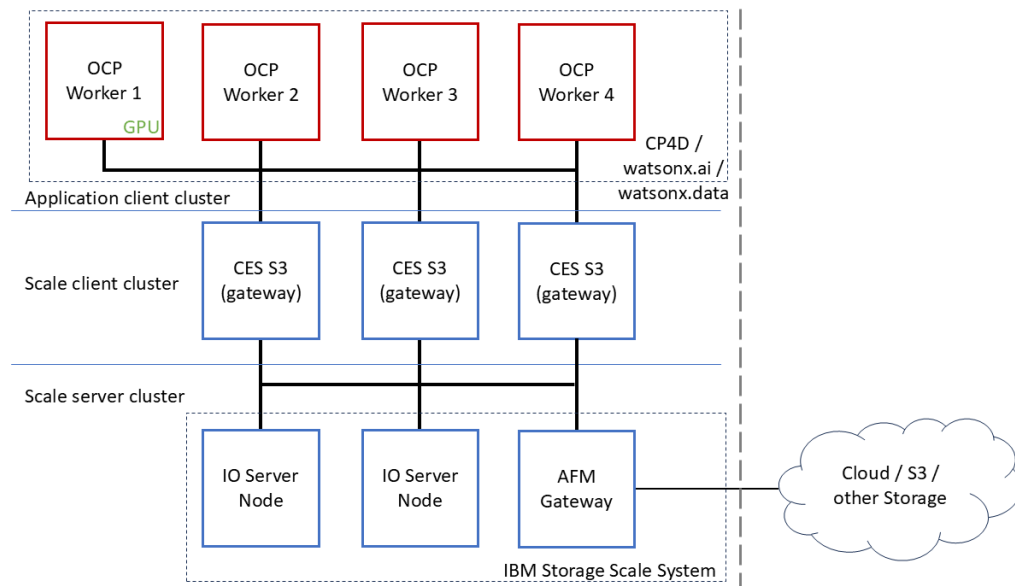 OCP
Worker 1
GPU
OCP
Worker 2
OCP
Worker 3
OCP
Worker 4
CP4D /
watsonx.ai /
watsonx.data
Application client cluster
Scale client cluster
CES S3
(gateway)
CES S3
(gateway)
CES S3
(gateway)
Scale server cluster
IO Server
Node
IO Server
Node
AFM
Gateway
Cloud / S3 /
other Storage
IBM Storage Scale System